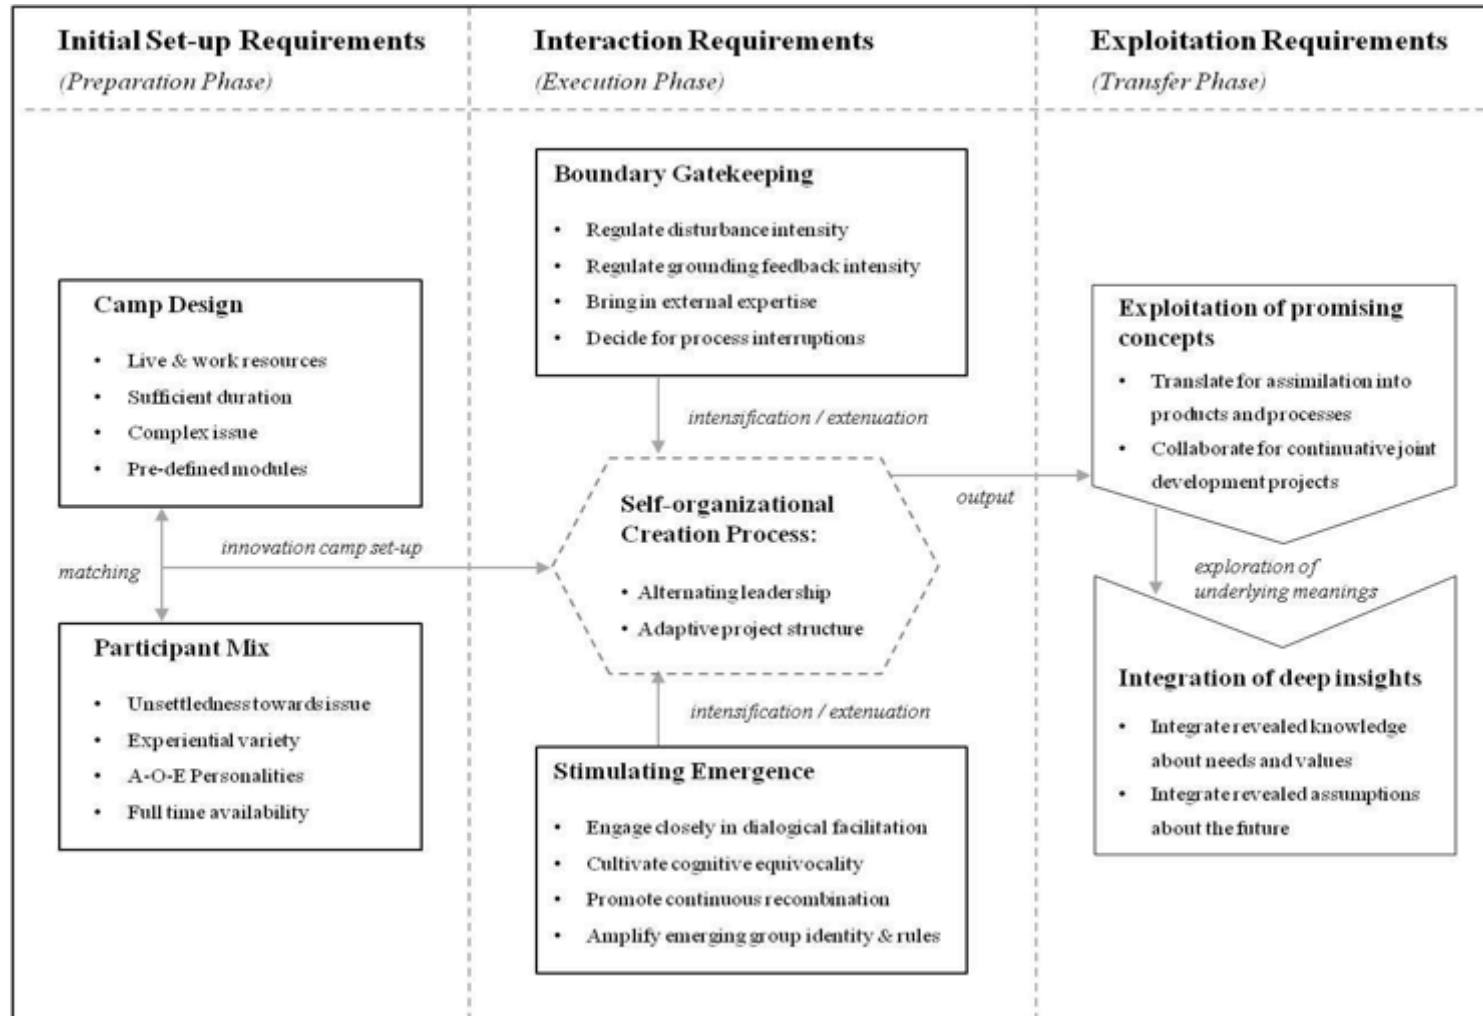 Initial Set-up Requirements
(Preparation Phase)
Interaction Requirements
(Execution Phase)
Exploitation Requirements
(Transfer Phase)
Camp Design
• Live & work resources
• Sufficient duration
• Complex issue
• Pre-defined modules
matching
innovation camp set-up
Participant Mix
• Unsettledness towards issue
• Experiential variety
• A-O-E Personalities
• Full time availability
Boundary Gatekeeping
• Regulate disturbance intensity
• Regulate grounding feedback intensity
• Bring in external expertise
• Decide for process interruptions
intensification / extenuation
Self-organizational
Creation Process:
• Alternating leadership
• Adaptive project structure
intensification / extenuation
Stimulating Emergence
• Engage closely in dialogical facilitation
• Cultivate cognitive equivocality
• Promote continuous recombination
• Amplify emerging group identity & rules
output
Exploitation of promising
concepts
• Translate for assimilation into
products and processes
• Collaborate for continuative joint
development projects
exploration of
underlying meanings
Integration of deep insights
• Integrate revealed knowledge
about needs and values
• Integrate revealed assumptions
about the future